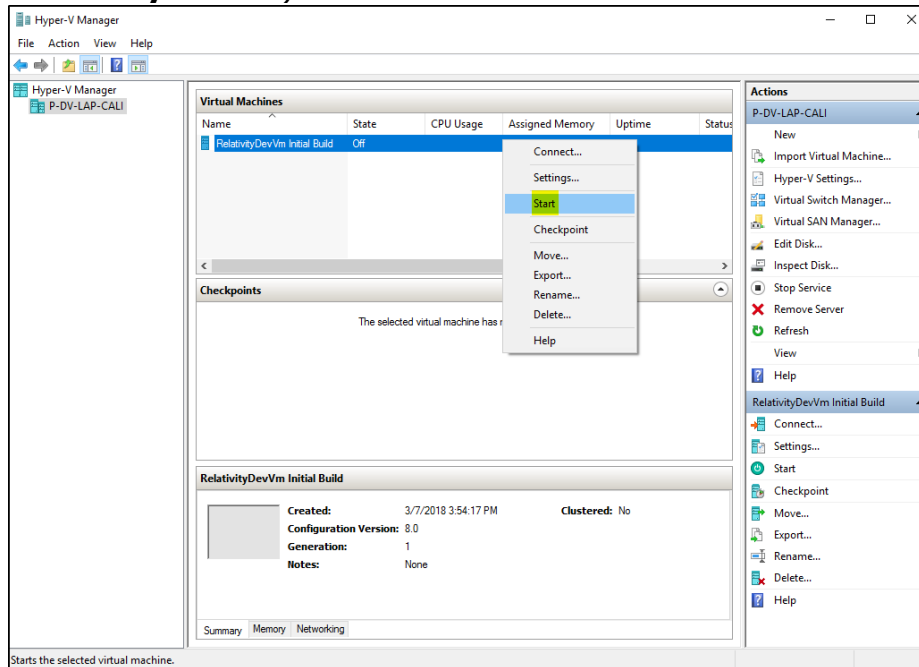 Hyper-V Manager
File Action View Help
Hyper-V Manager
P-DV-LAP-CALI
Virtual Machines
Name State CPU Usage Assigned Memory Uptime Status
RelativityDevVm Initial Build Off
Connect...
Settings...
Start
Checkpoint
Move...
Export...
Rename...
Delete...
Help
Checkpoints
The selected virtual machine has
RelativityDevVm Initial Build
Created: 3/7/2018 3:54:17 PM Clustered: No
Configuration Version: 8.0
Generation: 1
Notes: None
Summary Memory Networking
Actions
P-DV-LAP-CALI
New
Import Virtual Machine...
Hyper-V Settings...
Virtual Switch Manager...
Virtual SAN Manager...
Edit Disk...
Inspect Disk...
Stop Service
Remove Server
Refresh
View
Help
RelativityDevVm Initial Build
Connect...
Settings...
Start
Checkpoint
Move...
Export...
Rename...
Delete...
Help
Starts the selected virtual machine.